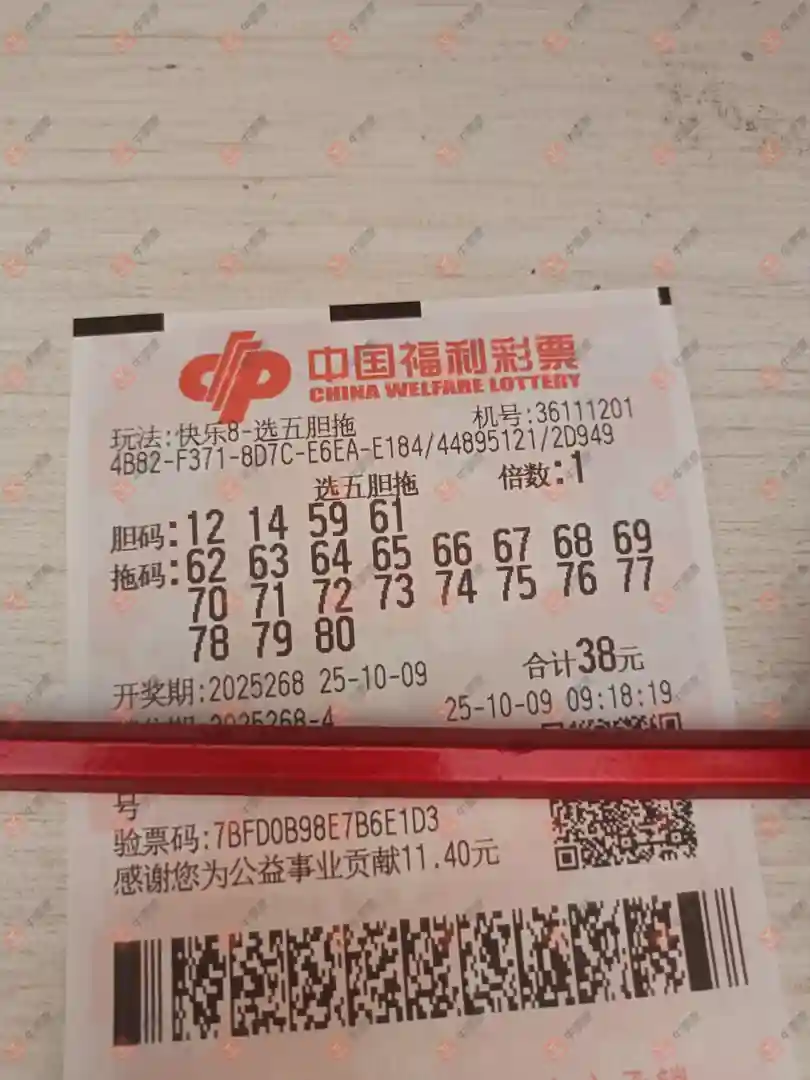 中国福利彩票
CHINA WELFARE LOTTERY
玩法:快乐8-选五胆拖 机号:36111201
4B82-F371-8D7C-E6EA-E184/44895121/2D949
选五胆拖 倍数:1
胆码:12 14 59 61
拖码:62 63 64 65 66 67 68 69
70 71 72 73 74 75 76 77
78 79 80
合计38元
开奖期:2025268 25-10-09
25-10-09 09:18:19
2025268-4
号
验票码:7BFD0B98E7B6E1D3
感谢您为公益事业贡献11.40元